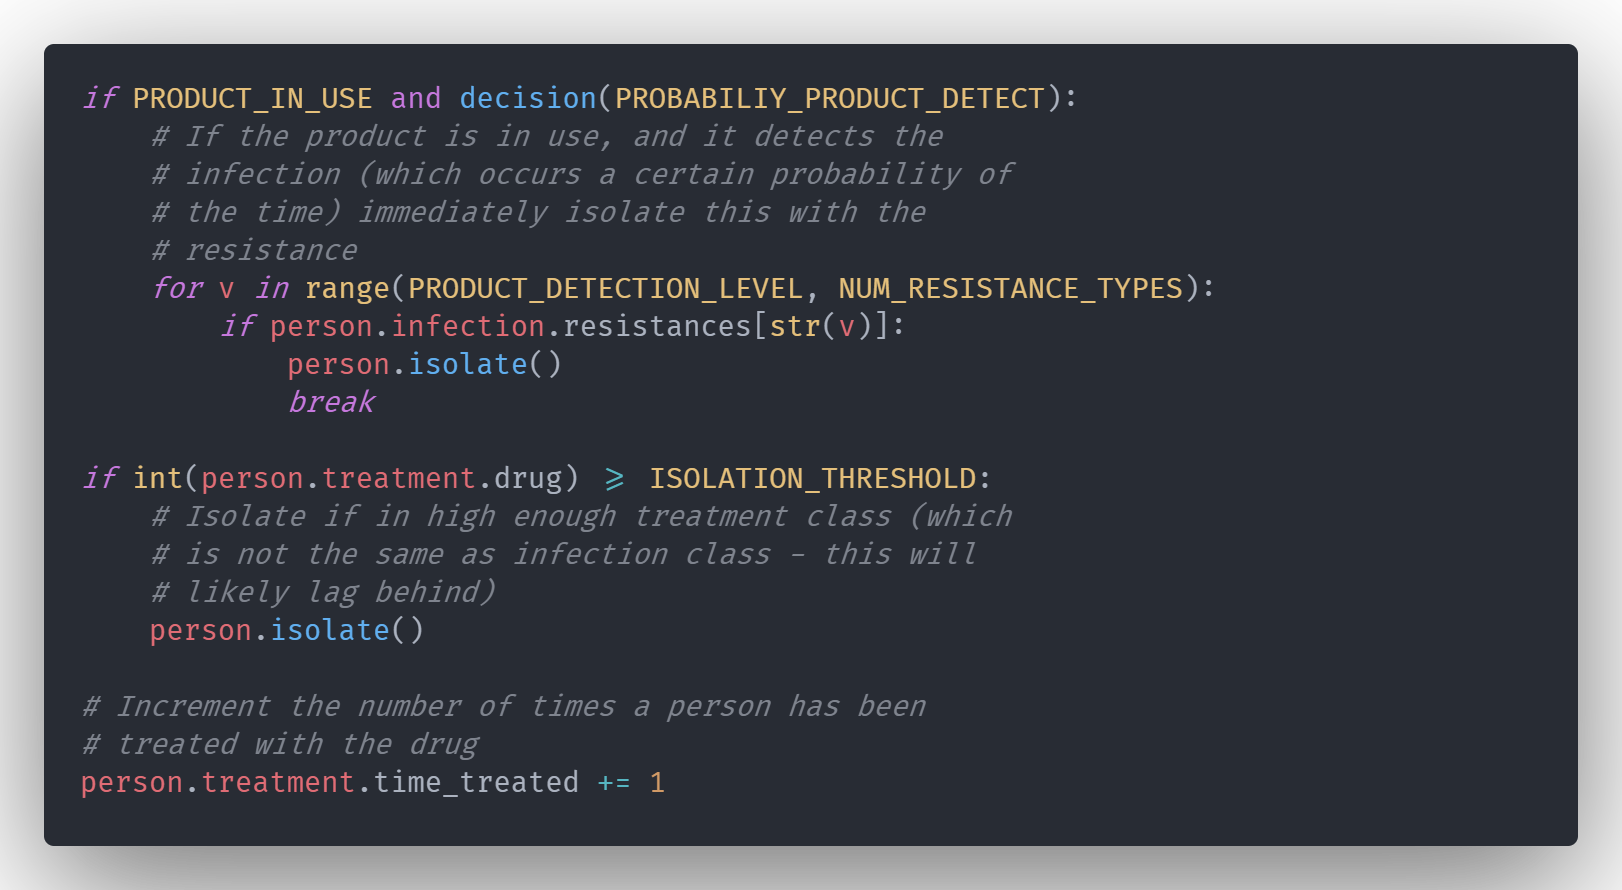 if PRODUCT_IN_USE and decision(PROBABILIY_PRODUCT_DETECT):
    # If the product is in use, and it detects the
    # infection (which occurs a certain probability of
    # the time) immediately isolate this with the
    # resistance
    for v in range(PRODUCT_DETECTION_LEVEL, NUM_RESISTANCE_TYPES):
        if person.infection.resistances[str(v)]:
            person.isolate()
            break

if int(person.treatment.drug) >= ISOLATION_THRESHOLD:
    # Isolate if in high enough treatment class (which
    # is not the same as infection class - this will
    # likely lag behind)
    person.isolate()

# Increment the number of times a person has been
# treated with the drug
person.treatment.time_treated += 1